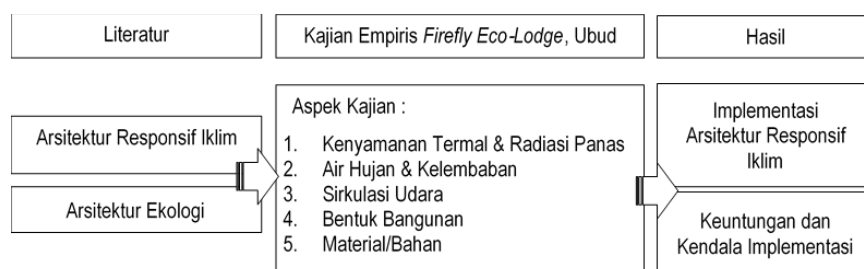 Literatur
Kajian Empiris Firefly Eco-Lodge, Ubud
Hasil
Arsitektur Responsif Iklim
Arsitektur Ekologi
Aspek Kajian :
1. Kenyamanan Termal & Radiasi Panas
2. Air Hujan & Kelembaban
3. Sirkulasi Udara
4. Bentuk Bangunan
5. Material/Bahan
Implementasi
Arsitektur Responsif
Iklim
Keuntungan dan
Kendala Implementasi